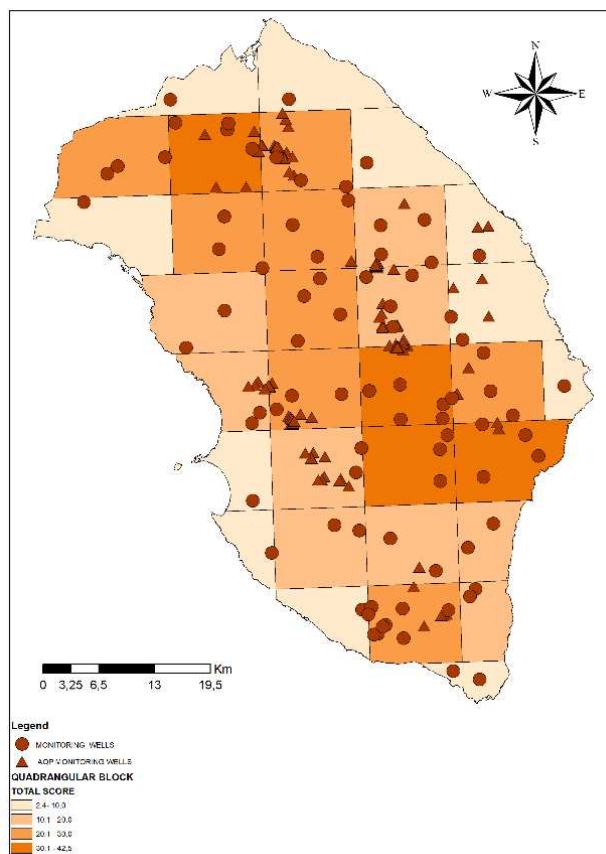 N
W E
S
Km
0 3,25 6,5 13 19,5
Legend
MONITORING WELLS
AQP MONITORING WELLS
QUADRANGULAR BLOCK
TOTAL SCORE
2,4 - 10,0
10,1 - 20,0
20,1 - 30,0
30,1 - 42,5